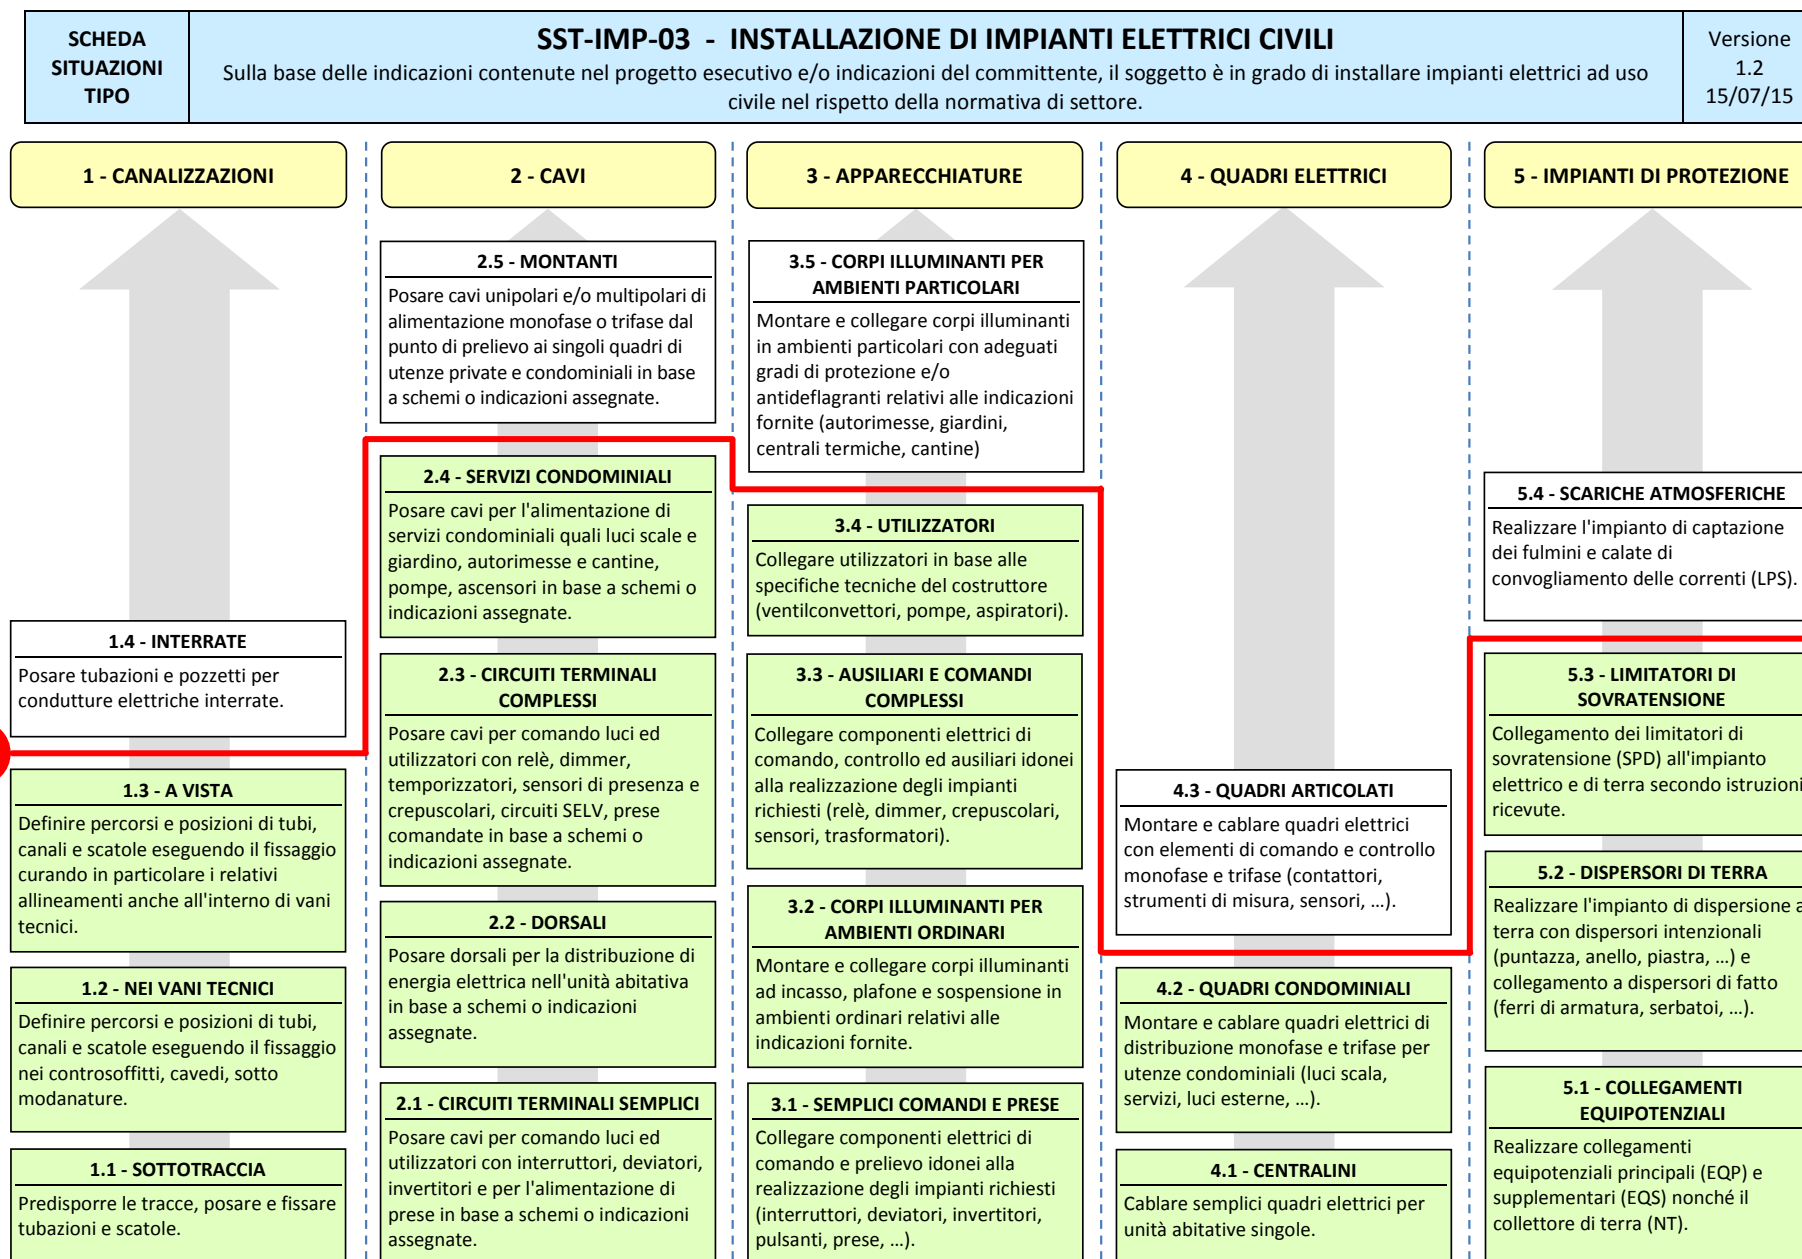 SCHEDA
SITUAZIONI
TIPO
SST-IMP-03 - INSTALLAZIONE DI IMPIANTI ELETTRICI CIVILI
Sulla base delle indicazioni contenute nel progetto esecutivo e/o indicazioni del committente, il soggetto è in grado di installare impianti elettrici ad uso
civile nel rispetto della normativa di settore.
Versione
1.2
15/07/15
1 - CANALIZZAZIONI
1.4 - INTERRATE
Posare tubazioni e pozzetti per
condutture elettriche interrate.
1.3 - A VISTA
Definire percorsi e posizioni di tubi,
canali e scatole eseguendo il fissaggio
curando in particolare i relativi
allineamenti anche all'interno di vani
tecnici.
1.2 - NEI VANI TECNICI
Definire percorsi e posizioni di tubi,
canali e scatole eseguendo il fissaggio
nei controsoffitti, cavedi, sotto
modanature.
1.1 - SOTTOTRACCIA
Predisporre le tracce, posare e fissare
tubazioni e scatole.
2 - CAVI
2.5 - MONTANTI
Posare cavi unipolari e/o multipolari di
alimentazione monofase o trifase dal
punto di prelievo ai singoli quadri di
utenze private e condominiali in base
a schemi o indicazioni assegnate.
2.4 - SERVIZI CONDOMINIALI
Posare cavi per l'alimentazione di
servizi condominiali quali luci scale e
giardino, autorimesse e cantine,
pompe, ascensori in base a schemi o
indicazioni assegnate.
2.3 - CIRCUITI TERMINALI
COMPLESSI
Posare cavi per comando luci ed
utilizzatori con relè, dimmer,
temporizzatori, sensori di presenza e
crepuscolari, circuiti SELV, prese
comandate in base a schemi o
indicazioni assegnate.
2.2 - DORSALI
Posare dorsali per la distribuzione di
energia elettrica nell'unità abitativa
in base a schemi o indicazioni
assegnate.
2.1 - CIRCUITI TERMINALI SEMPLICI
Posare cavi per comando luci ed
utilizzatori con interruttori, deviatori,
invertitori e per l'alimentazione di
prese in base a schemi o indicazioni
assegnate.
3 - APPARECCHIATURE
3.5 - CORPI ILLUMINANTI PER
AMBIENTI PARTICOLARI
Montare e collegare corpi illuminanti
in ambienti particolari con adeguati
gradi di protezione e/o
antideflagranti relativi alle indicazioni
fornite (autorimesse, giardini,
centrali termiche, cantine)
3.4 - UTILIZZATORI
Collegare utilizzatori in base alle
specifiche tecniche del costruttore
(ventilconvettori, pompe, aspiratori).
3.3 - AUSILIARI E COMANDI
COMPLESSI
Collegare componenti elettrici di
comando, controllo ed ausiliari idonei
alla realizzazione degli impianti
richiesti (relè, dimmer, crepuscolari,
sensori, trasformatori).
3.2 - CORPI ILLUMINANTI PER
AMBIENTI ORDINARI
Montare e collegare corpi illuminanti
ad incasso, plafone e sospensione in
ambienti ordinari relativi alle
indicazioni fornite.
3.1 - SEMPLICI COMANDI E PRESE
Collegare componenti elettrici di
comando e prelievo idonei alla
realizzazione degli impianti richiesti
(interruttori, deviatori, invertitori,
pulsanti, prese, ...).
4 - QUADRI ELETTRICI
4.3 - QUADRI ARTICOLATI
Montare e cablare quadri elettrici
con elementi di comando e controllo
monofase e trifase (contattori,
strumenti di misura, sensori, ...).
4.2 - QUADRI CONDOMINIALI
Montare e cablare quadri elettrici di
distribuzione monofase e trifase per
utenze condominiali (luci scala,
servizi, luci esterne, ...).
4.1 - CENTRALINI
Cablare semplici quadri elettrici per
unità abitative singole.
5 - IMPIANTI DI PROTEZIONE
5.4 - SCARICHE ATMOSFERICHE
Realizzare l'impianto di captazione
dei fulmini e calate di
convogliamento delle correnti (LPS).
5.3 - LIMITATORI DI
SOVRATENSIONE
Collegamento dei limitatori di
sovratensione (SPD) all'impianto
elettrico e di terra secondo istruzioni
ricevute.
5.2 - DISPERSORI DI TERRA
Realizzare l'impianto di dispersione a
terra con dispersori intenzionali
(puntazza, anello, piastra, ...) e
collegamento a dispersori di fatto
(ferri di armatura, serbatoi, ...).
5.1 - COLLEGAMENTI
EQUIPOTENZIALI
Realizzare collegamenti
equipotenziali principali (EQP) e
supplementari (EQS) nonché il
collettore di terra (NT).